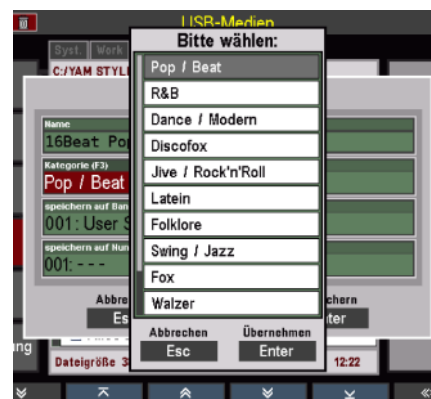 USB-Medien
Syst. Work
C:/YAM STYL
Bitte wählen:
Pop / Beat
R&B
Dance / Modern
Discofox
Jive / Rock'n'Roll
Latein
Folklore
Swing / Jazz
Fox
Walzer
Abbrechen
Esc
Übernehmen
Enter
Name
16Beat Po
Kategorie (F3)
Pop / Beat
speichern auf Ban
001: User S
speichern auf Num
001: - - -
Abbre
Es
chern
ter
ng
Dateigröße 3
12:22